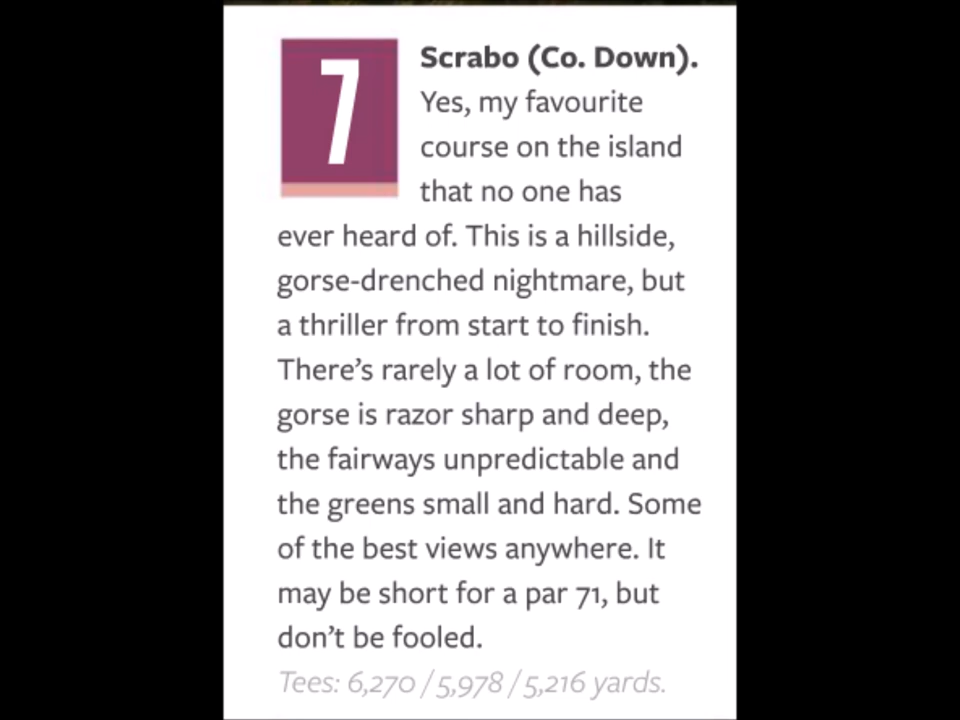 7
Scrabo (Co. Down).
Yes, my favourite
course on the island
that no one has
ever heard of. This is a hillside,
gorse-drenched nightmare, but
a thriller from start to finish.
There’s rarely a lot of room, the
gorse is razor sharp and deep,
the fairways unpredictable and
the greens small and hard. Some
of the best views anywhere. It
may be short for a par 71, but
don’t be fooled.
Tees: 6,270 / 5,978 / 5,216 yards.